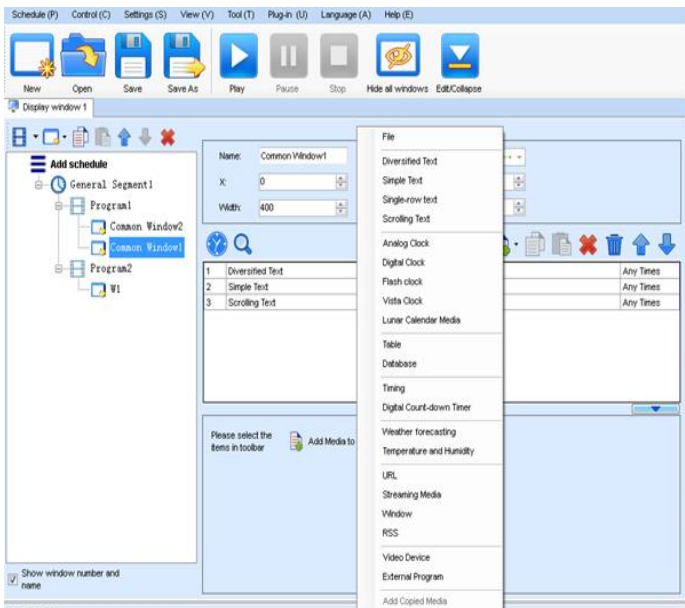 Schedule (P) Control (C) Settings (S) View (V) Tool (T) Plug-in (U) Language (A) Help (E)
New Open Save Save As Play Pause Stop Hide all windows Edit/Collapse
Display window 1
Add schedule
General Segment1
Program1
Common Window2
Common Window1
Program2
W1
Show window number and
name
Name: Common Window1
X: 0
Width: 400
1 Diversified Text Any Times
2 Simple Text Any Times
3 Scrolling Text Any Times
Please select the
items in toolbar
Add Media to
File
Diversified Text
Simple Text
Single-row text
Scrolling Text
Analog Clock
Digital Clock
Flash clock
Vista Clock
Lunar Calendar Media
Table
Database
Timing
Digital Count-down Timer
Weather forecasting
Temperature and Humidity
URL
Streaming Media
Window
RSS
Video Device
External Program
Add Copied Media